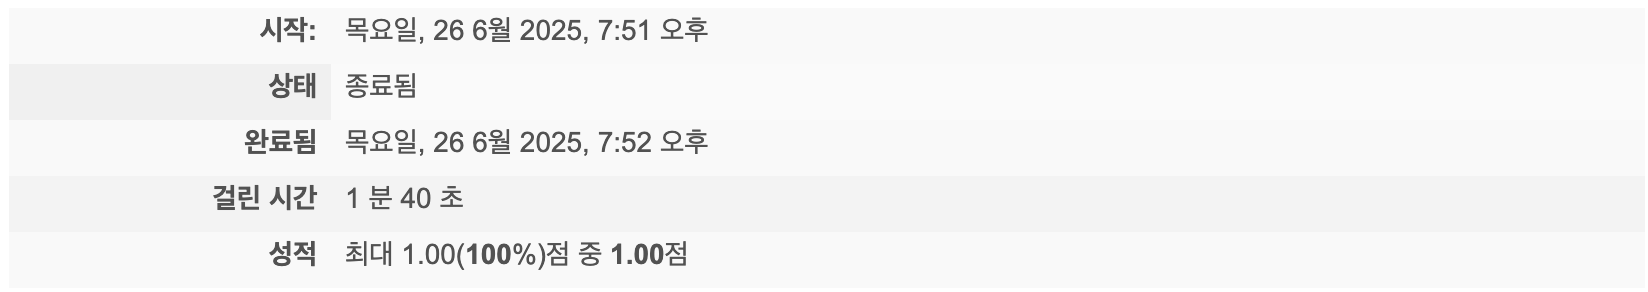 시작: 목요일, 26 6월 2025, 7:51 오후
상태 종료됨
완료됨 목요일, 26 6월 2025, 7:52 오후
걸린 시간 1 분 40 초
성적 최대 1.00(100%)점 중 1.00점